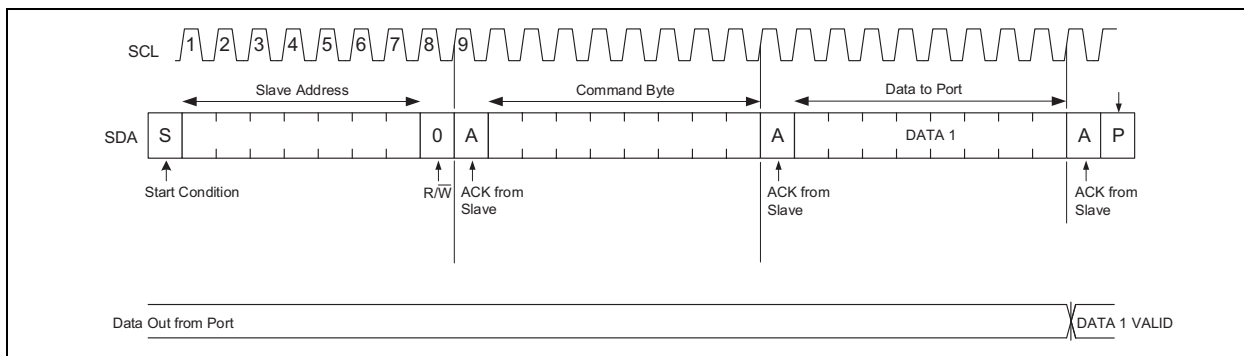 SCL 1 2 3 4 5 6 7 8 9
Slave Address Command Byte Data to Port
SDA S 0 A A DATA 1 A P
Start Condition R/W̅ ACK from Slave ACK from Slave ACK from Slave
Data Out from Port DATA 1 VALID